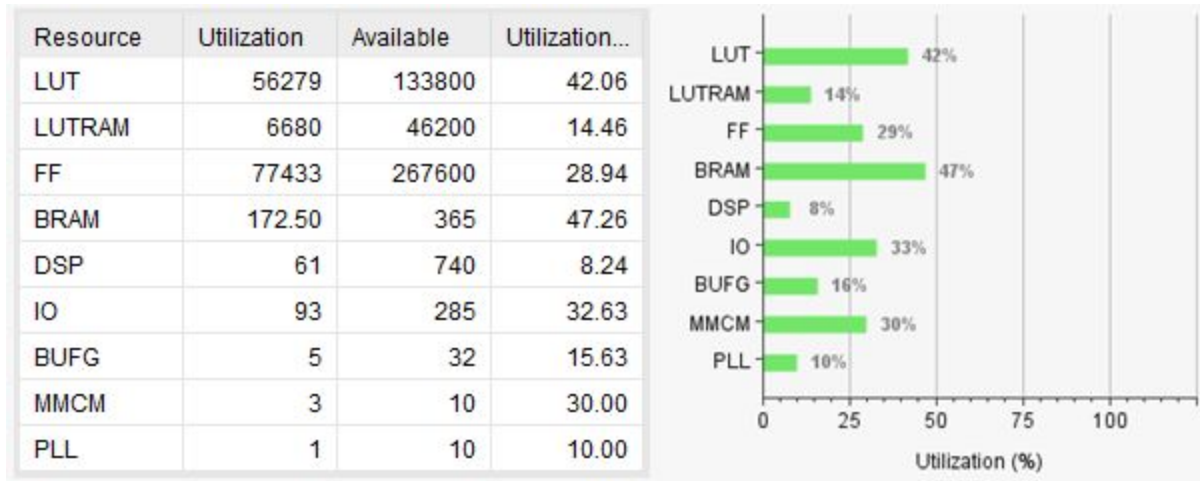 Resource Utilization Available Utilization...
LUT 56279 133800 42.06
LUTRAM 6680 46200 14.46
FF 77433 267600 28.94
BRAM 172.50 365 47.26
DSP 61 740 8.24
IO 93 285 32.63
BUFG 5 32 15.63
MMCM 3 10 30.00
PLL 1 10 10.00
LUT 42%
LUTRAM 14%
FF 29%
BRAM 47%
DSP 8%
IO 33%
BUFG 16%
MMCM 30%
PLL 10%
0 25 50 75 100
Utilization (%)